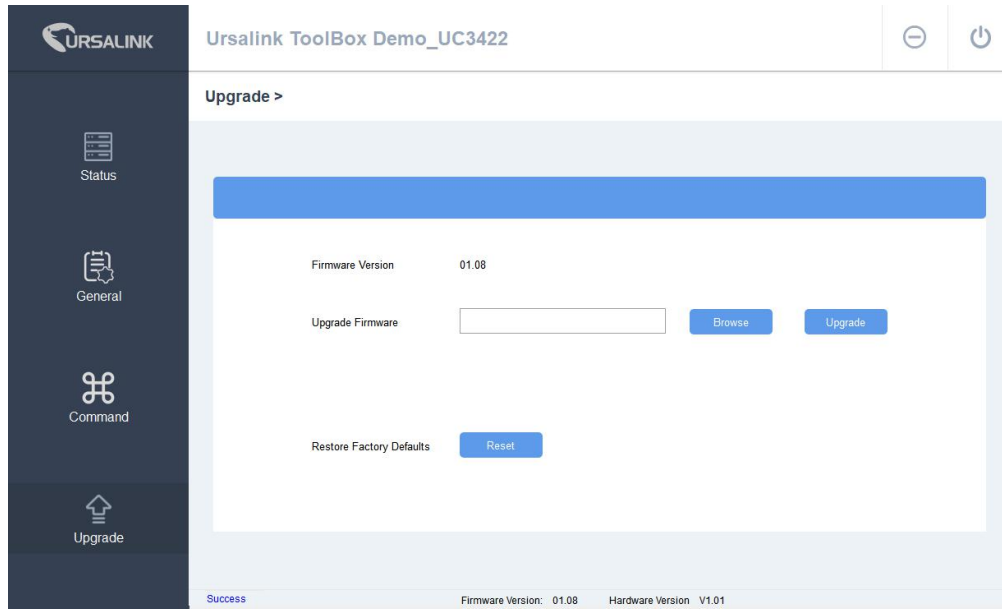 URSALINK
Ursalink ToolBox Demo_UC3422
Upgrade >
Status
General
Command
Upgrade
Firmware Version 01.08
Upgrade Firmware Browse Upgrade
Restore Factory Defaults Reset
Success Firmware Version: 01.08 Hardware Version V1.01